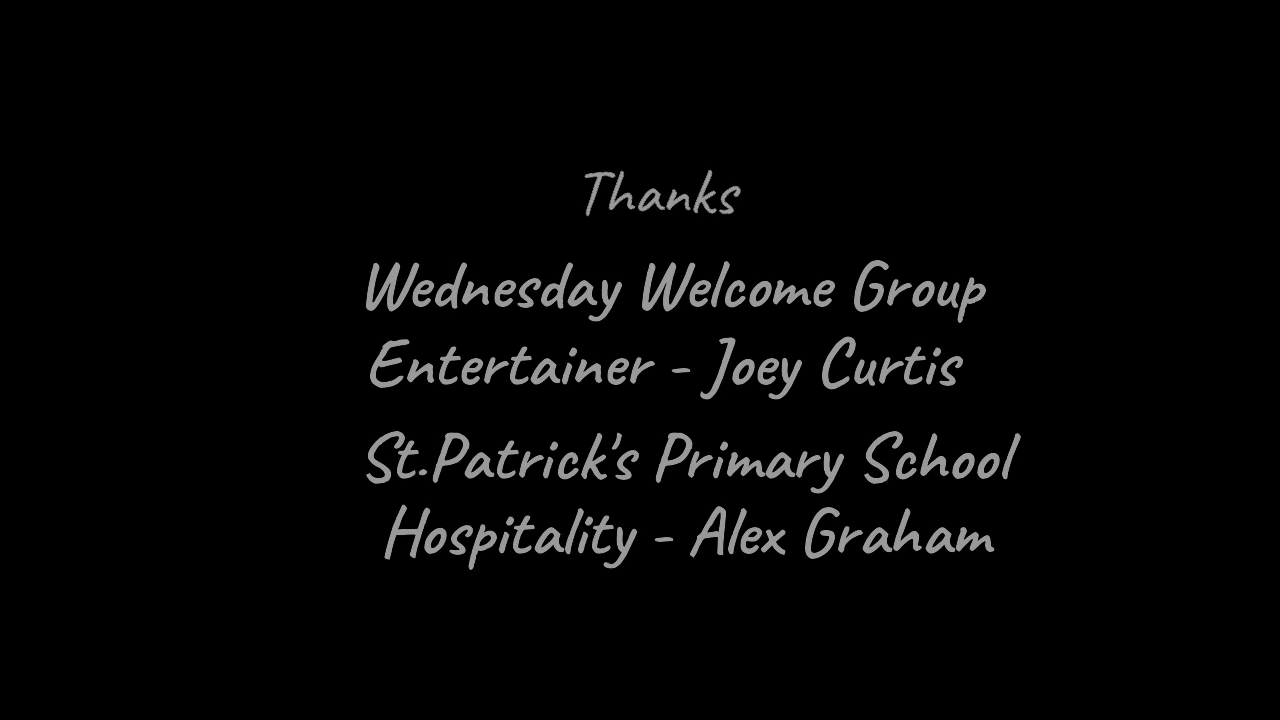 Thanks
Wednesday Welcome Group
Entertainer - Joey Curtis
St.Patrick's Primary School
Hospitality - Alex Graham